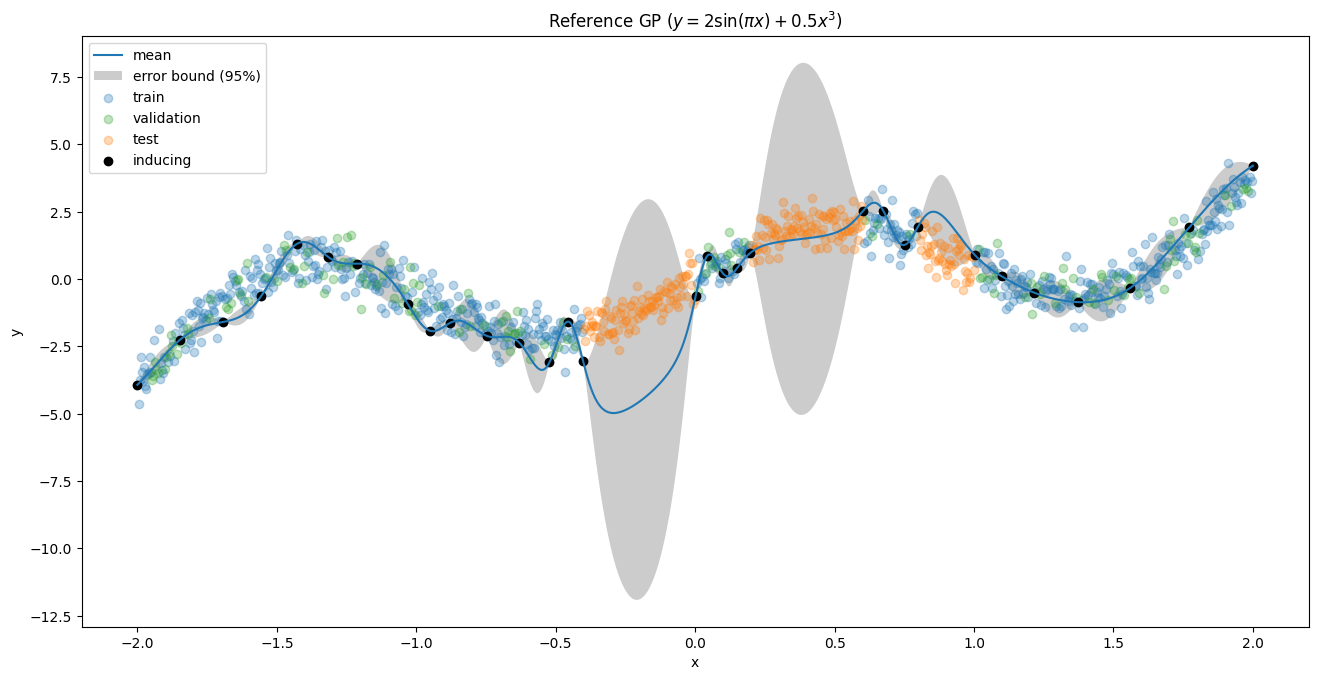 Reference GP (y = 2sin(πx) + 0.5x³)
mean
error bound (95%)
train
validation
test
inducing
7.5
5.0
2.5
0.0
−2.5
−5.0
−7.5
−10.0
−12.5
y
−2.0 −1.5 −1.0 −0.5 0.0 0.5 1.0 1.5 2.0
x